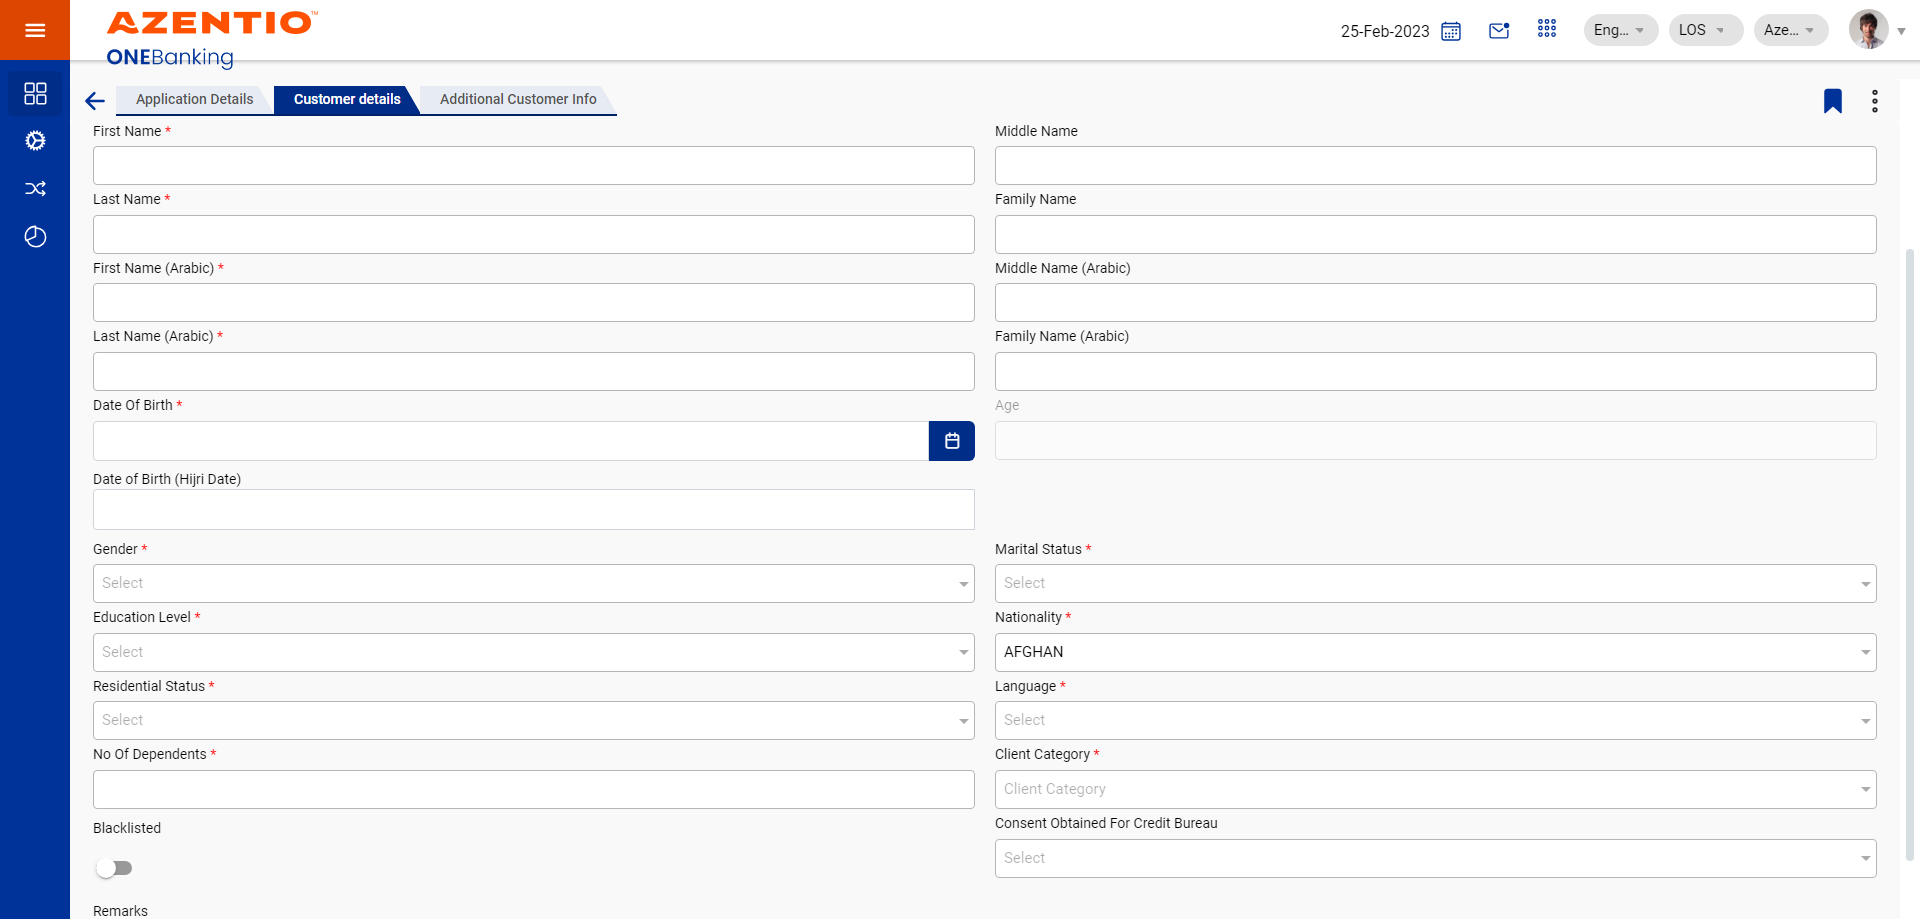 AZENTIO™
ONEBanking
25-Feb-2023
Eng...
LOS
Aze...
Application Details
Customer details
Additional Customer Info
First Name *
Middle Name
Last Name *
Family Name
First Name (Arabic) *
Middle Name (Arabic)
Last Name (Arabic) *
Family Name (Arabic)
Date Of Birth *
Age
Date of Birth (Hijri Date)
Gender *
Select
Marital Status *
Select
Education Level *
Select
Nationality *
AFGHAN
Residential Status *
Select
Language *
Select
No Of Dependents *
Client Category *
Client Category
Blacklisted
Consent Obtained For Credit Bureau
Select
Remarks